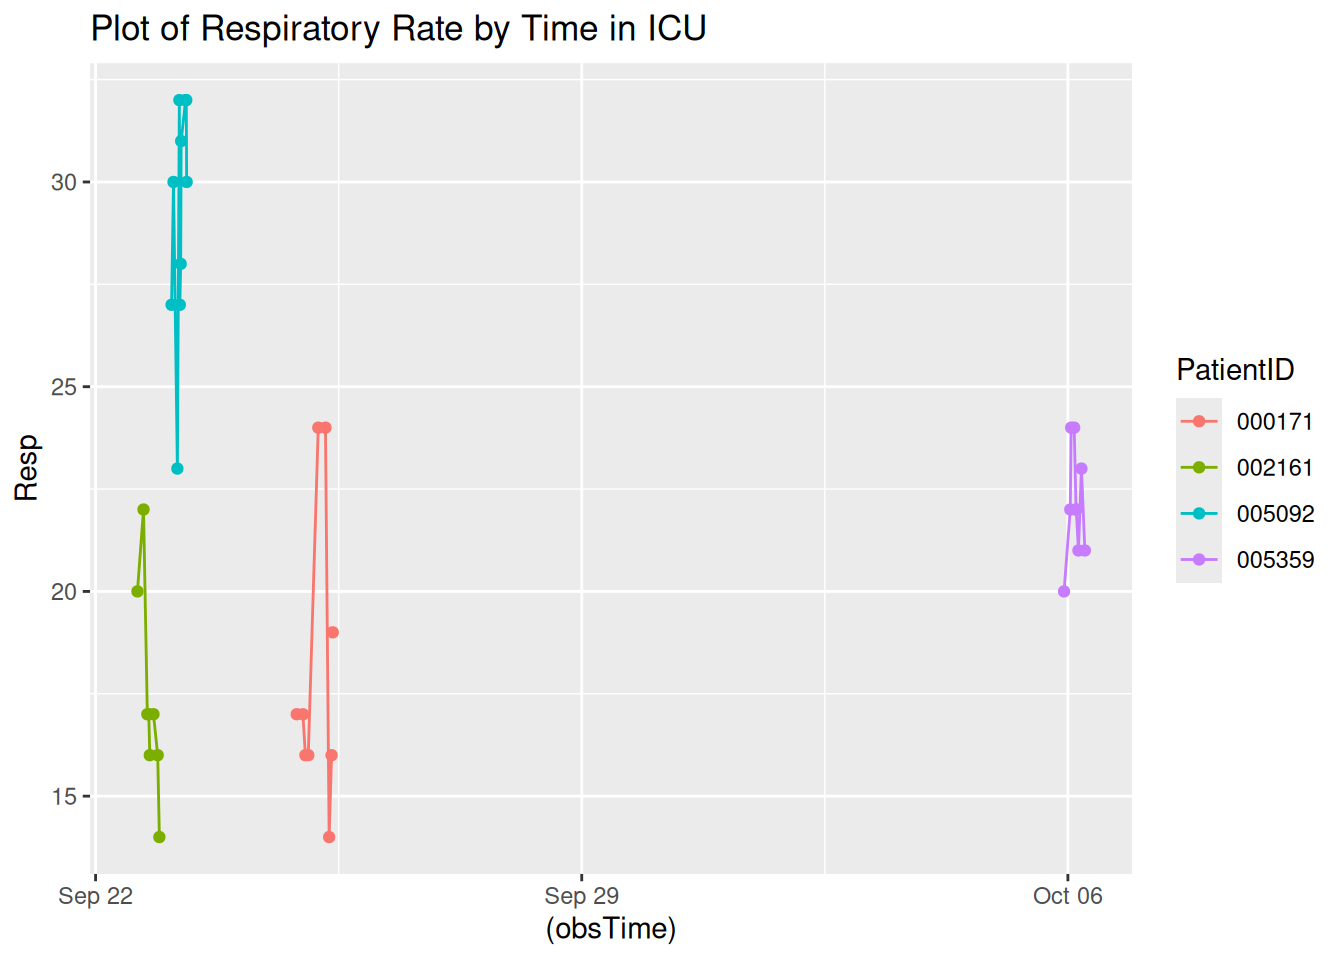 Plot of Respiratory Rate by Time in ICU
Resp
30
25
20
15
Sep 22
Sep 29
Oct 06
(obsTime)
PatientID
000171
002161
005092
005359